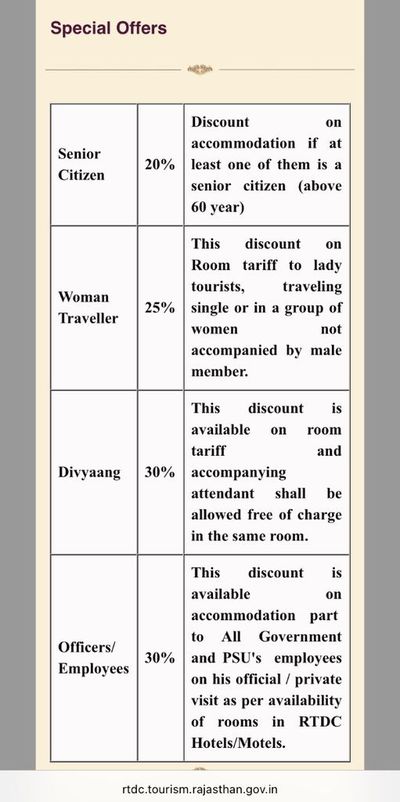 Special Offers
Senior
Citizen
20%
Discount on
accommodation if at
least one of them is a
senior citizen (above
60 year)
Woman
Traveller
25%
This discount on
Room tariff to lady
tourists, traveling
single or in a group of
women not
accompanied by male
member.
Divyaang
30%
This discount is
available on room
tariff and
accompanying
attendant shall be
allowed free of charge
in the same room.
Officers/
Employees
30%
This discount is
available on
accommodation part
to All Government
and PSU's employees
on his official / private
visit as per availability
of rooms in RTDC
Hotels/Motels.
rtdc.tourism.rajasthan.gov.in